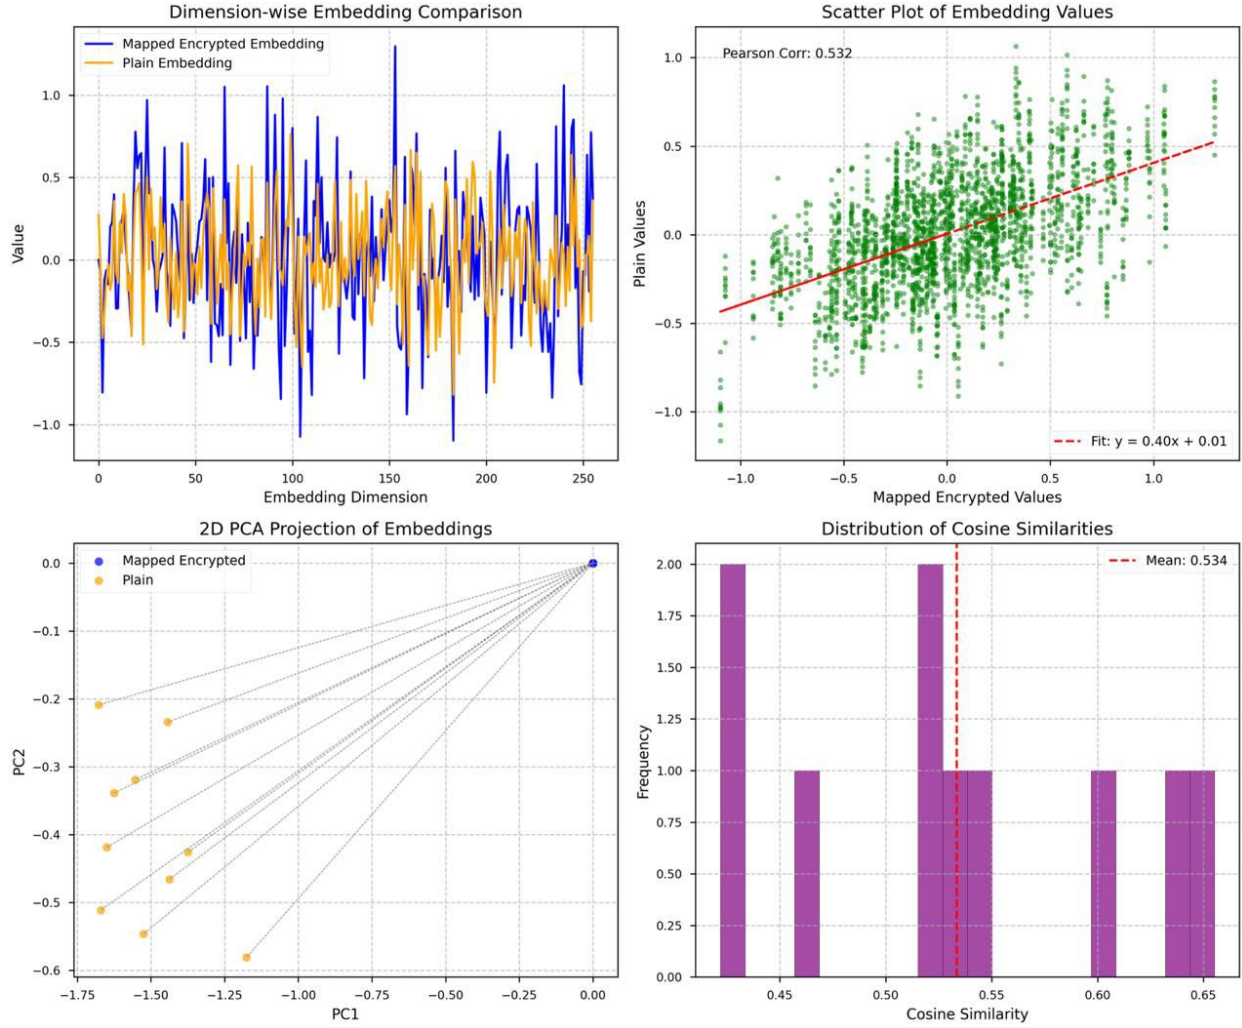 Dimension-wise Embedding Comparison
Mapped Encrypted Embedding
Plain Embedding
1.0
0.5
0.0
−0.5
−1.0
Value
0 50 100 150 200 250
Embedding Dimension
Scatter Plot of Embedding Values
Pearson Corr: 0.532
1.0
0.5
0.0
−0.5
−1.0
Plain Values
Fit: y = 0.40x + 0.01
−1.0 −0.5 0.0 0.5 1.0
Mapped Encrypted Values
2D PCA Projection of Embeddings
Mapped Encrypted
Plain
0.0
−0.1
−0.2
−0.3
−0.4
−0.5
−0.6
PC2
−1.75 −1.50 −1.25 −1.00 −0.75 −0.50 −0.25 0.00
PC1
Distribution of Cosine Similarities
Mean: 0.534
2.00
1.75
1.50
1.25
1.00
0.75
0.50
0.25
0.00
Frequency
0.45 0.50 0.55 0.60 0.65
Cosine Similarity